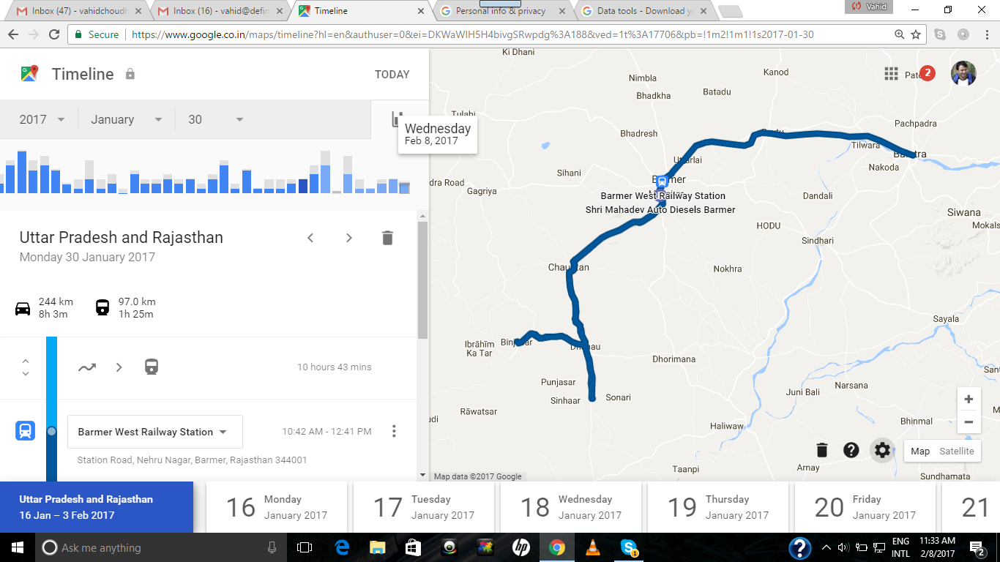 Inbox (47) - vahidchoudh
Inbox (16) - vahid@defin
Timeline
Personal info & privacy
Data tools - Download yo
Vahid
Secure
https://www.google.co.in/maps/timeline?hl=en&authuser=0&ei=DKWaWIH5H4bivgSRwpdg%3A188&ved=1t%3A17706&pb=!1m2!1m1!1s2017-01-30
Timeline
TODAY
2017
January
30
Wednesday
Feb 8, 2017
Uttar Pradesh and Rajasthan
Monday 30 January 2017
244 km
8h 3m
97.0 km
1h 25m
10 hours 43 mins
Barmer West Railway Station
10:42 AM - 12:41 PM
Station Road, Nehru Nagar, Barmer, Rajasthan 344001
Ki Dhani
Nimbla
Kanod
2
Bhadkha
Batadu
Tulahi
Pachpadra
Bhadresh
Tilwara
Uttarlai
Nakoda
Sihani
dra Road
Barmer
Gagriya
Barmer West Railway Station
Dandali
Shri Mahadev Auto Diesels Barmer
Siwana
HODU
Mokals
Sindhari
Nokhra
Sayala
Ibrāhīm
Ka Tar
Dhorimana
Punjasar
Narsana
Juni Bali
Sinhaar
Sonari
Rāwatsar
udi
Haliwaw
Bhinmal
Map
Satellite
Taanpi
Arnay
Sundhamata
Map data ©2017 Google
Uttar Pradesh and Rajasthan
16 Jan – 3 Feb 2017
16
Monday
January 2017
17
Tuesday
January 2017
18
Wednesday
January 2017
19
Thursday
January 2017
20
Friday
January 2017
21
Ask me anything
ENG
INTL
11:33 AM
2/8/2017
2